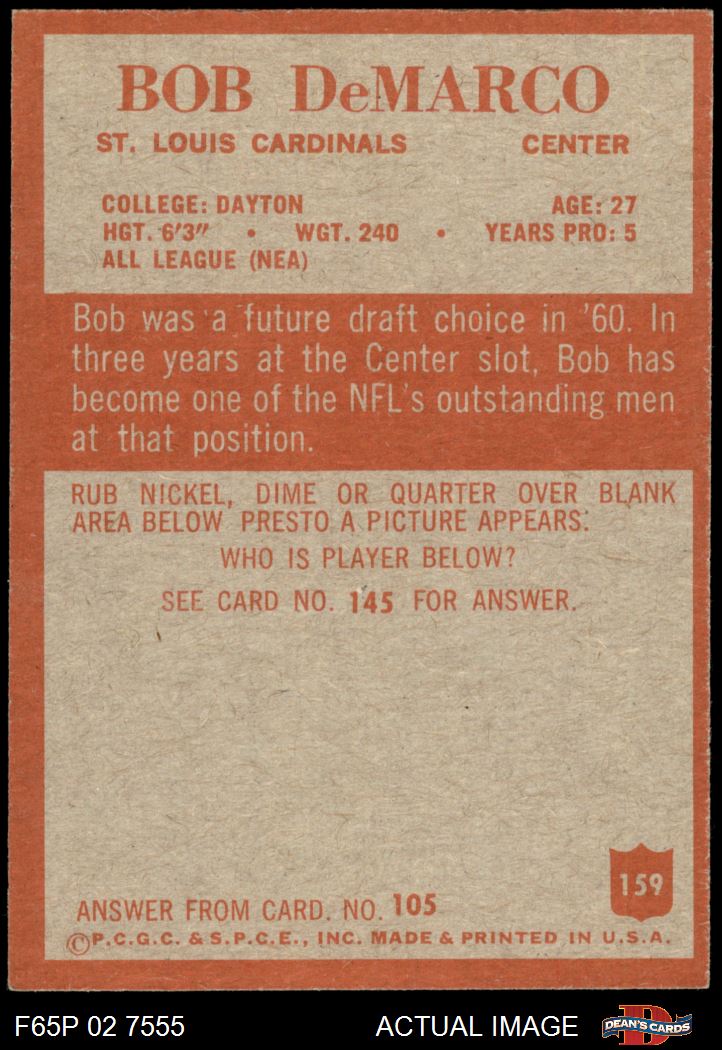 BOB DeMARCO
ST. LOUIS CARDINALS CENTER
COLLEGE: DAYTON AGE: 27
HGT. 6'3" • WGT. 240 • YEARS PRO: 5
ALL LEAGUE (NEA)
Bob was a future draft choice in '60. In
three years at the Center slot, Bob has
become one of the NFL's outstanding men
at that position.
RUB NICKEL, DIME OR QUARTER OVER BLANK
AREA BELOW PRESTO A PICTURE APPEARS:
WHO IS PLAYER BELOW?
SEE CARD NO. 145 FOR ANSWER.
159
ANSWER FROM CARD. NO. 105
©P.C.G.C. & S.P.C.E., INC. MADE & PRINTED IN U.S.A.
F65P 02 7555 ACTUAL IMAGE D DEAN'S CARDS